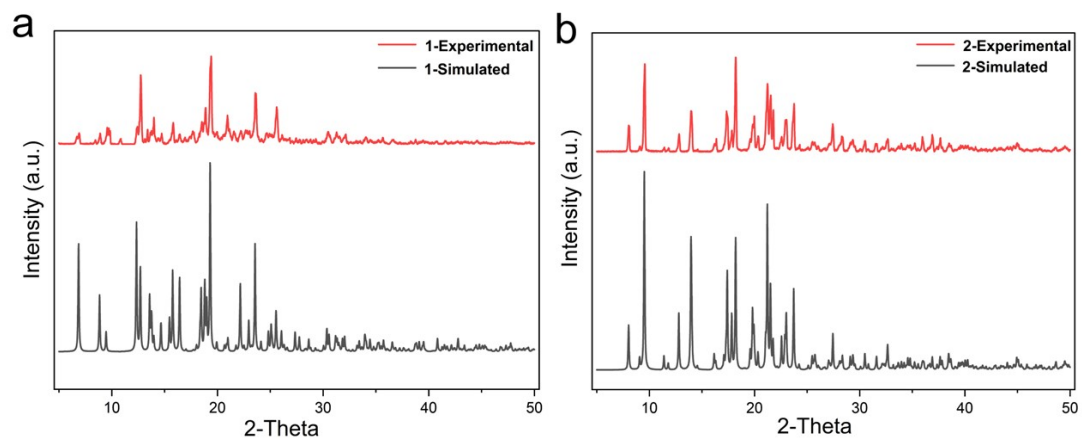 a
1-Experimental
1-Simulated
Intensity (a.u.)
10 20 30 40 50
2-Theta
b
2-Experimental
2-Simulated
Intensity (a.u.)
10 20 30 40 50
2-Theta